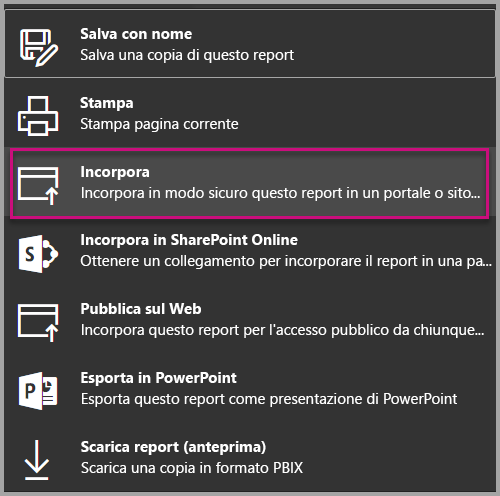 Salva con nome
Salva una copia di questo report
Stampa
Stampa pagina corrente
Incorpora
Incorpora in modo sicuro questo report in un portale o sito...
Incorpora in SharePoint Online
Ottenere un collegamento per incorporare il report in una pa...
Pubblica sul Web
Incorpora questo report per l'accesso pubblico da chiunque...
Esporta in PowerPoint
Esporta questo report come presentazione di PowerPoint
Scarica report (anteprima)
Scarica una copia in formato PBIX